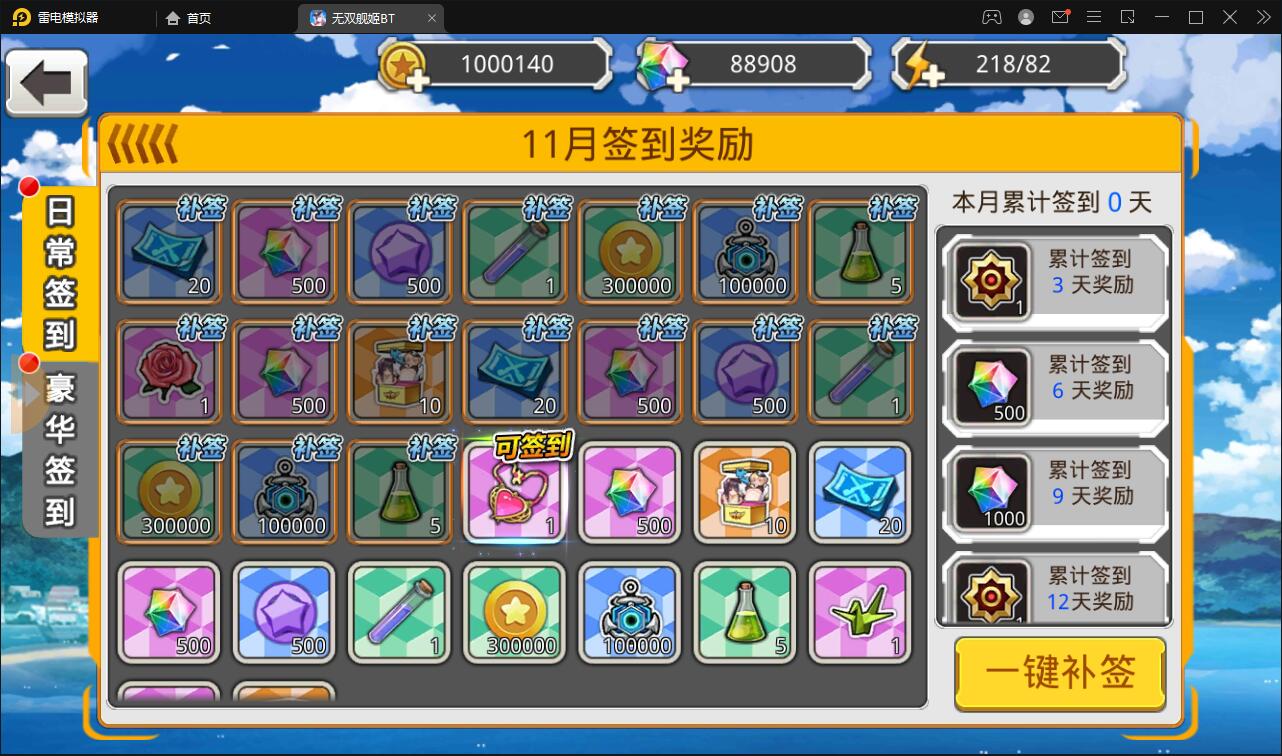 雷电模拟器
首页
无双舰姬BT
1000140
88908
218/82
11月签到奖励
日常签到
豪华签到
补签 补签 补签 补签 补签 补签 补签
20 500 500 1 300000 100000 5
补签 补签 补签 补签 补签 补签 补签
1 500 10 20 500 500 1
补签 补签 补签 可签到
300000 100000 5 1 500 10 20
500 500 1 300000 100000 5 1
本月累计签到 0 天
累计签到
3 天奖励
1
累计签到
6 天奖励
500
累计签到
9 天奖励
1000
累计签到
12天奖励
一键补签